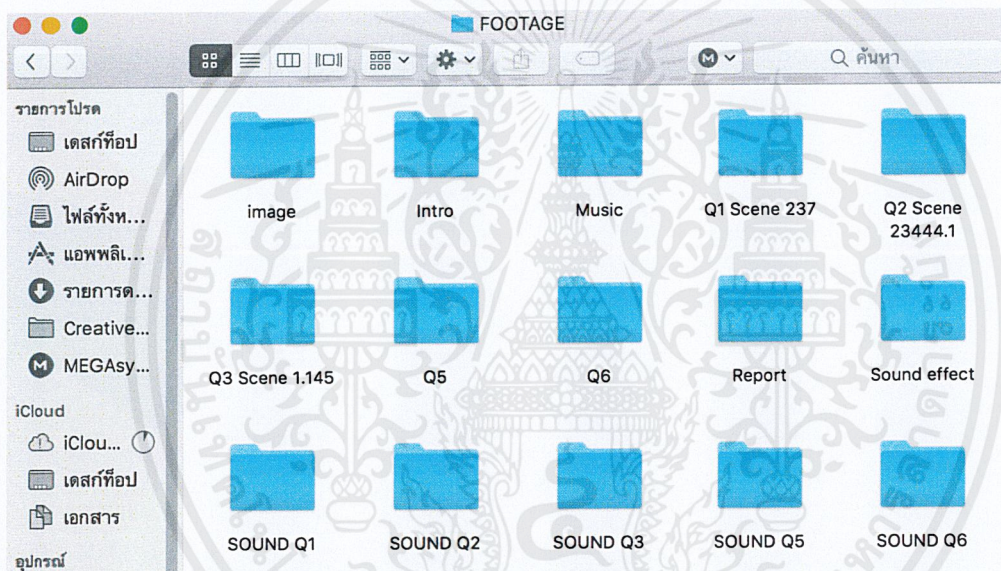 FOOTAGE
ค้นหา
รายการโปรด
เดสก์ท็อป
AirDrop
ไฟล์ทั้งห...
แอพพลิเ...
รายการด...
Creative...
MEGAsy...
iCloud
iClou...
เดสก์ท็อป
เอกสาร
อุปกรณ์
image
Intro
Music
Q1 Scene 237
Q2 Scene
23444.1
Q3 Scene 1.145
Q5
Q6
Report
Sound effect
SOUND Q1
SOUND Q2
SOUND Q3
SOUND Q5
SOUND Q6